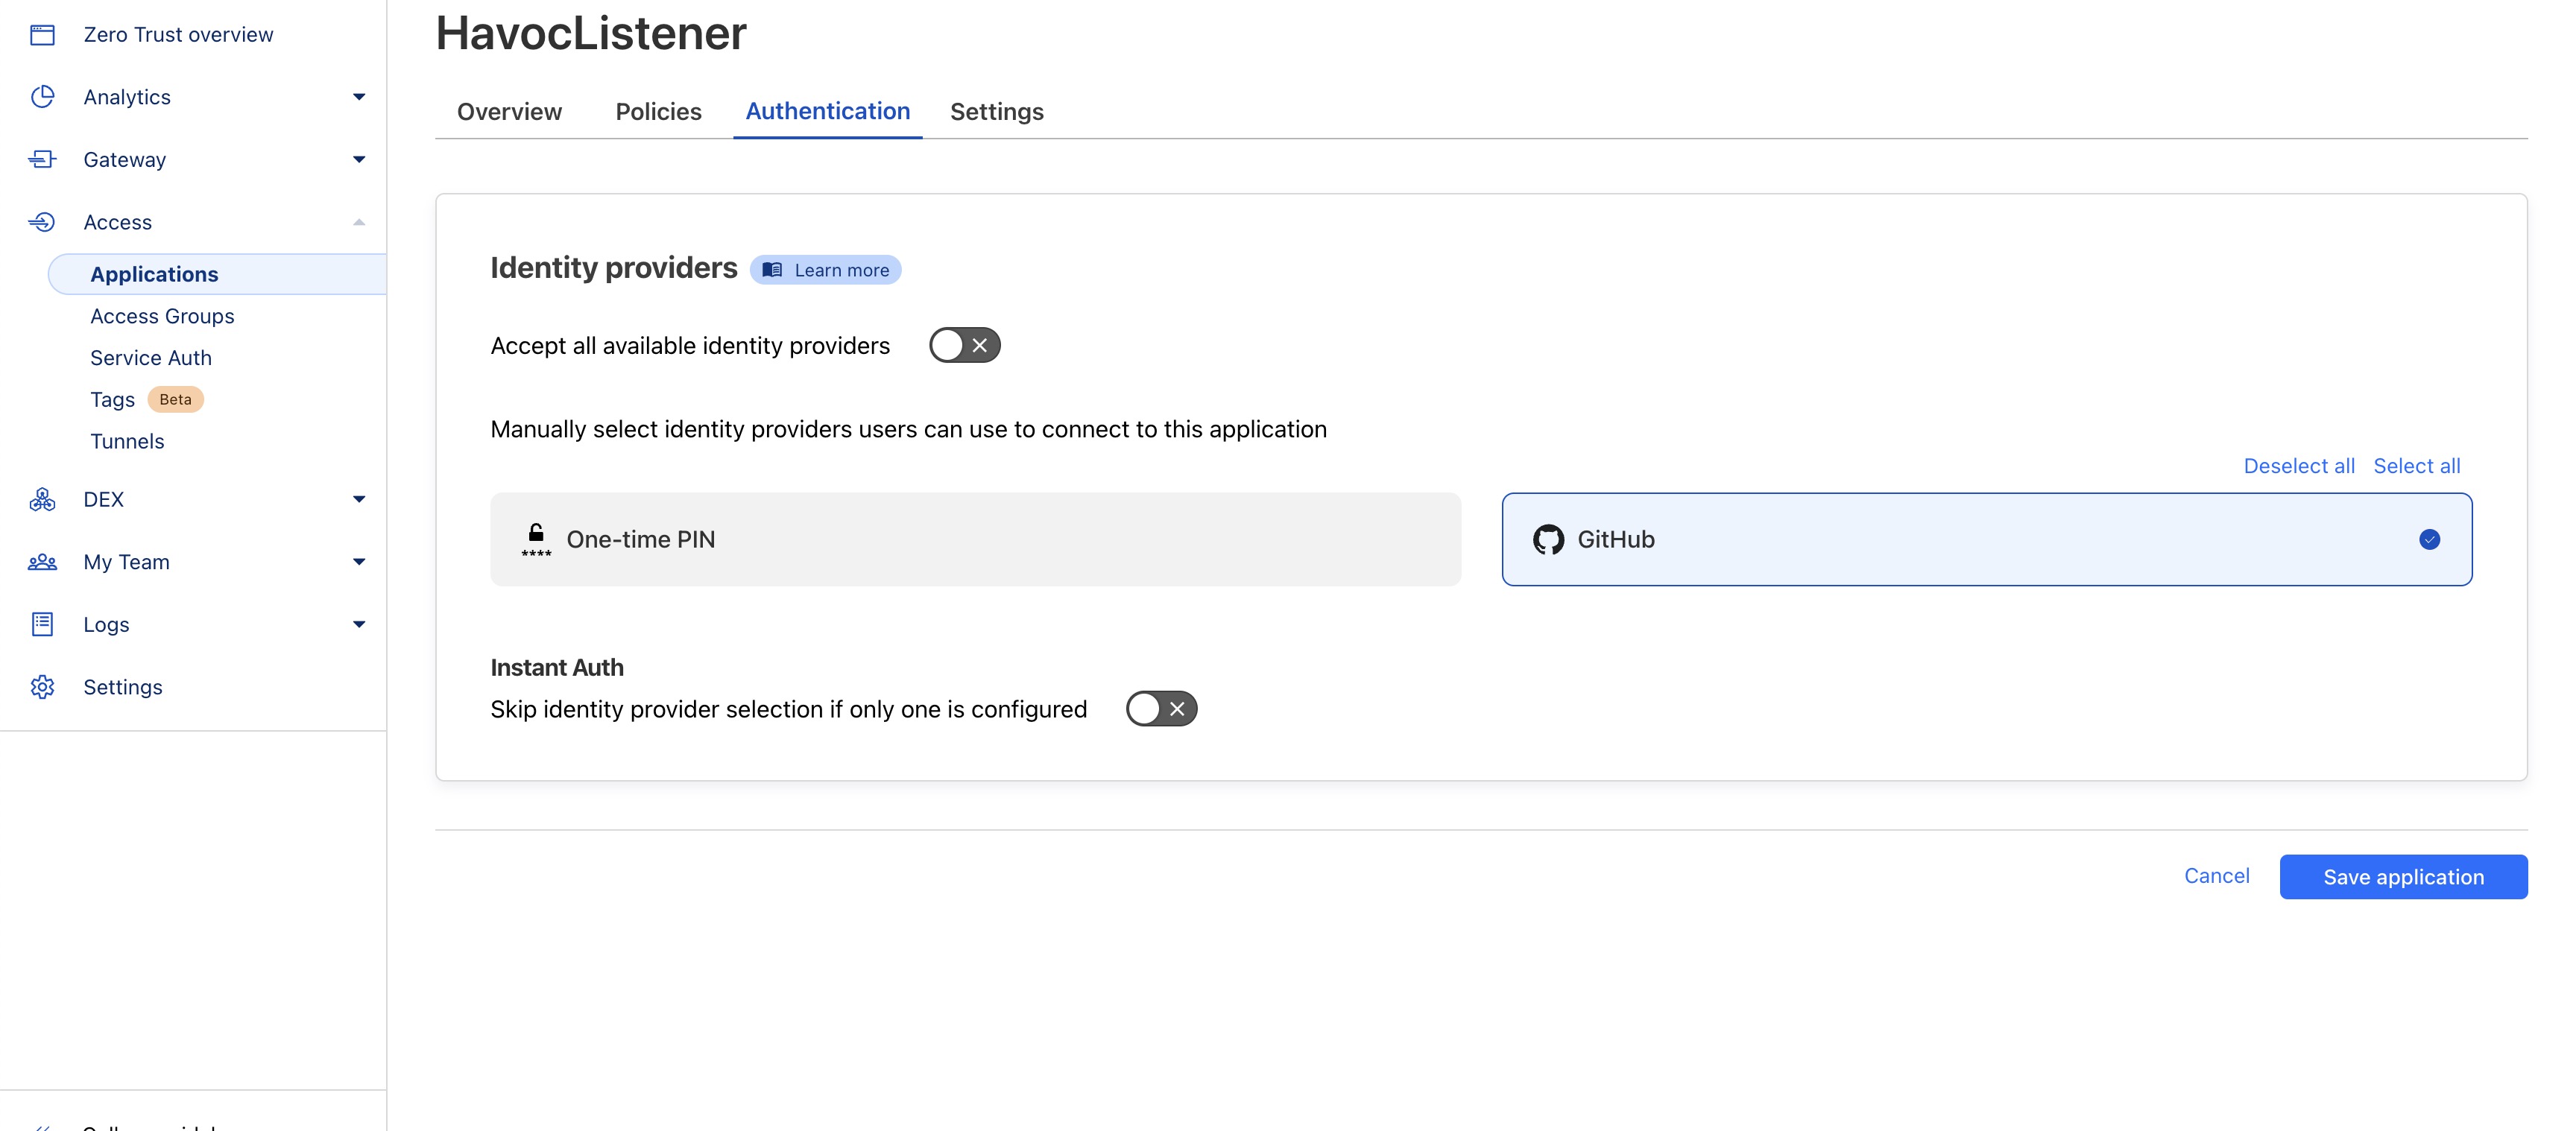 Zero Trust overview
Analytics
Gateway
Access
Applications
Access Groups
Service Auth
Tags Beta
Tunnels
DEX
My Team
Logs
Settings
HavocListener
Overview Policies Authentication Settings
Identity providers Learn more
Accept all available identity providers
Manually select identity providers users can use to connect to this application
Deselect all Select all
**** One-time PIN
GitHub
Instant Auth
Skip identity provider selection if only one is configured
Cancel Save application